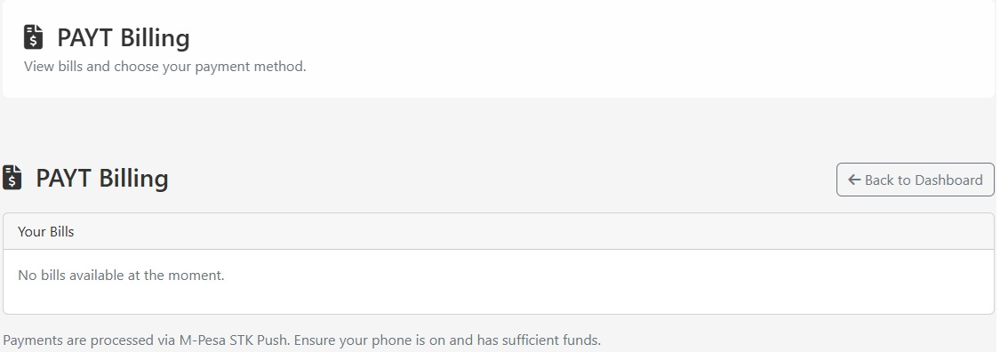 PAYT Billing
View bills and choose your payment method.
PAYT Billing
Back to Dashboard
Your Bills
No bills available at the moment.
Payments are processed via M-Pesa STK Push. Ensure your phone is on and has sufficient funds.